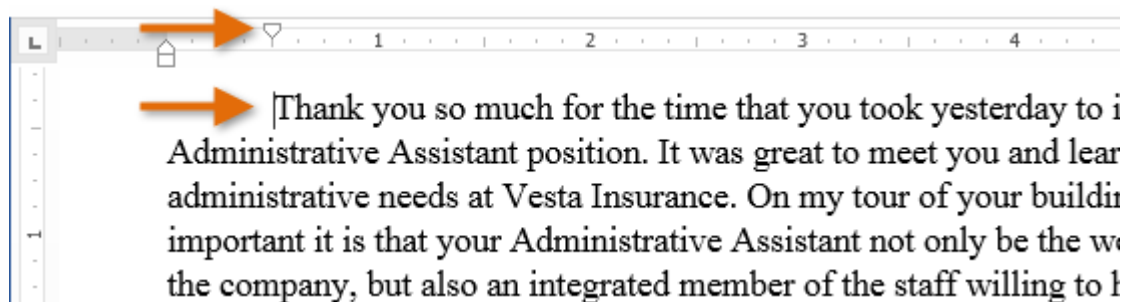 1 2 3 4
Thank you so much for the time that you took yesterday to
Administrative Assistant position. It was great to meet you and
administrative needs at Vesta Insurance. On my tour of your
important it is that your Administrative Assistant not only be the
the company, but also an integrated member of the staff willing to
1